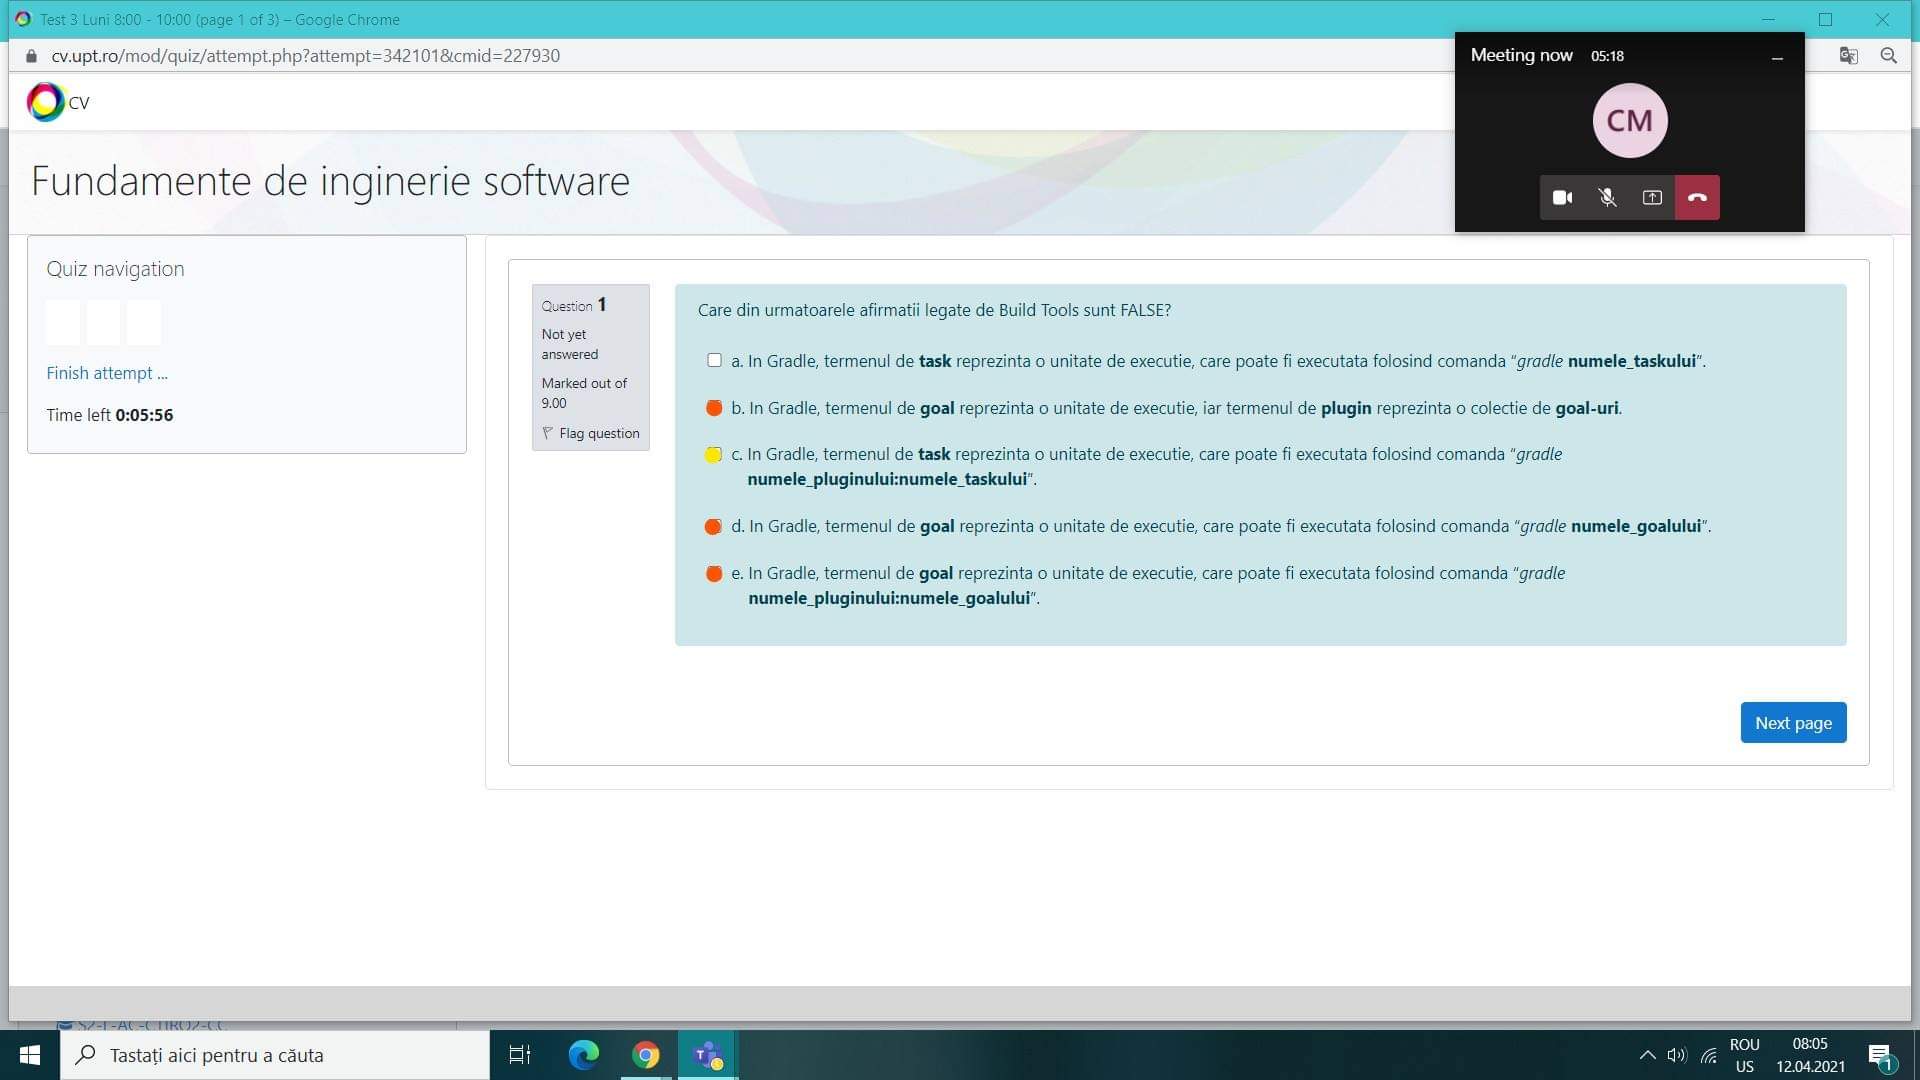 Test 3 Luni 8:00 - 10:00 (page 1 of 3) – Google Chrome
cv.upt.ro/mod/quiz/attempt.php?attempt=342101&cmid=227930
Meeting now 05:18
CM
CV
Fundamente de inginerie software
Quiz navigation
Finish attempt ...
Time left 0:05:56
Question 1
Not yet
answered
Marked out of
9.00
Flag question
Care din urmatoarele afirmatii legate de Build Tools sunt FALSE?
a. In Gradle, termenul de task reprezinta o unitate de executie, care poate fi executata folosind comanda “gradle numele_taskului”.
b. In Gradle, termenul de goal reprezinta o unitate de executie, iar termenul de plugin reprezinta o colectie de goal-uri.
c. In Gradle, termenul de task reprezinta o unitate de executie, care poate fi executata folosind comanda “gradle
numele_pluginului:numele_taskului”.
d. In Gradle, termenul de goal reprezinta o unitate de executie, care poate fi executata folosind comanda “gradle numele_goalului”.
e. In Gradle, termenul de goal reprezinta o unitate de executie, care poate fi executata folosind comanda “gradle
numele_pluginului:numele_goalului”.
Next page
Tastați aici pentru a căuta
ROU
US
08:05
12.04.2021
1